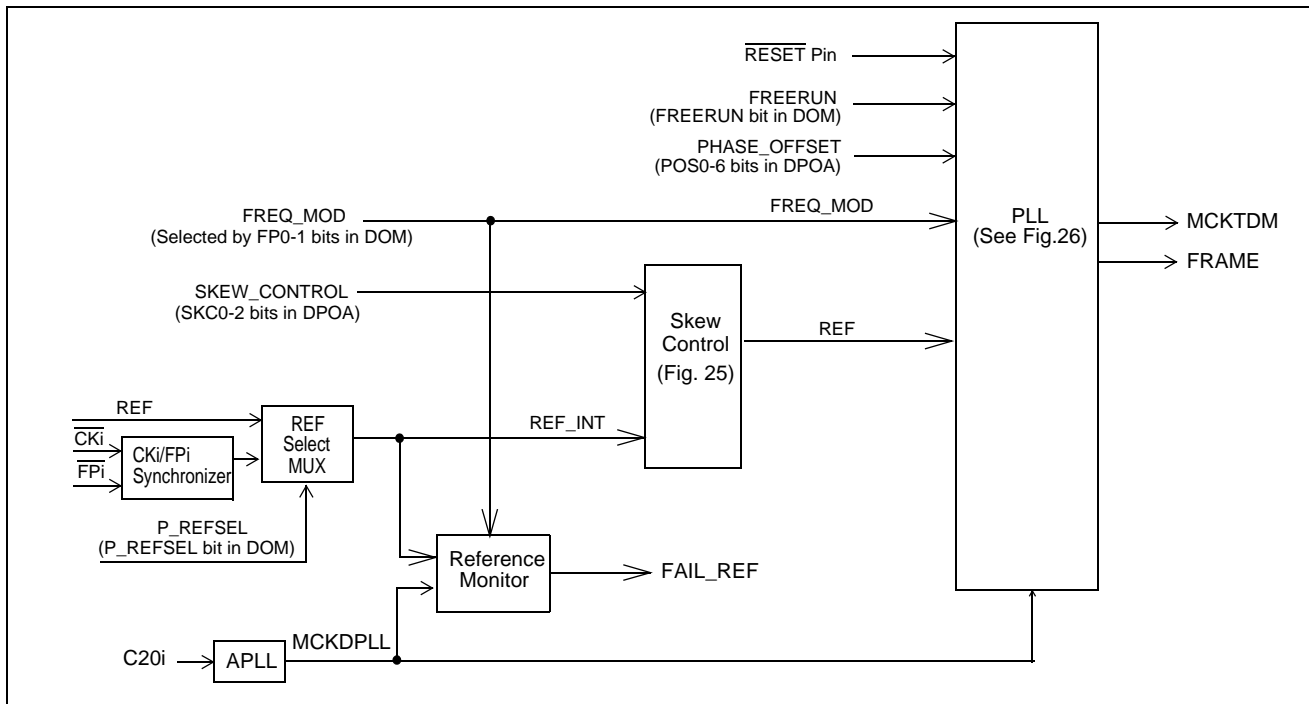 RESET Pin
FREERUN
(FREERUN bit in DOM)
PHASE_OFFSET
(POS0-6 bits in DPOA)
FREQ_MOD
(Selected by FP0-1 bits in DOM)
FREQ_MOD
PLL
(See Fig.26)
MCKTDM
FRAME
SKEW_CONTROL
(SKC0-2 bits in DPOA)
Skew
Control
(Fig. 25)
REF
REF
CKi
FPi
CKi/FPi
Synchronizer
REF
Select
MUX
REF_INT
P_REFSEL
(P_REFSEL bit in DOM)
Reference
Monitor
FAIL_REF
C20i
APLL
MCKDPLL